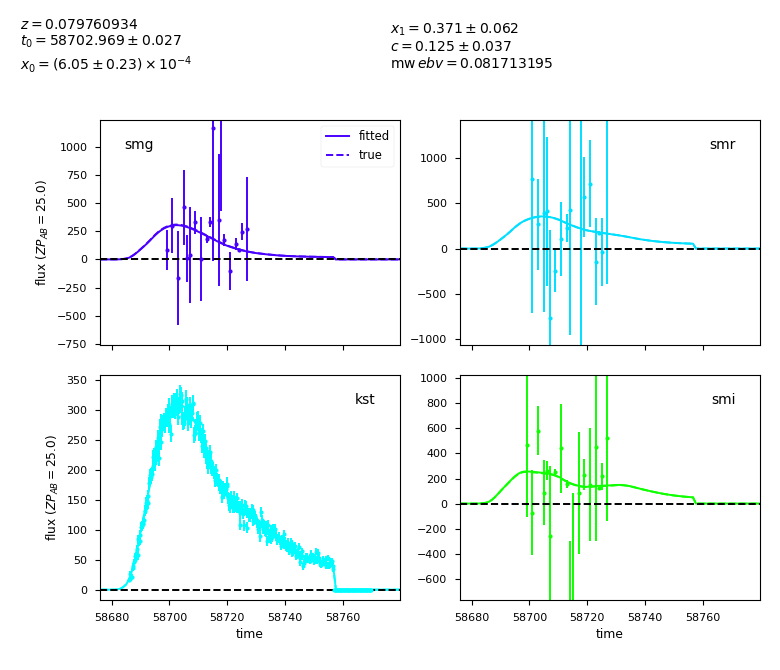 z = 0.079760934
t₀ = 58702.969 ± 0.027
x₀ = (6.05 ± 0.23) × 10⁻⁴
x₁ = 0.371 ± 0.062
c = 0.125 ± 0.037
mw ebv = 0.081713195
smg
fitted
true
1000
750
500
250
0
−250
−500
−750
flux (ZP_AB = 25.0)
smr
1000
500
0
−500
−1000
kst
350
300
250
200
150
100
50
0
flux (ZP_AB = 25.0)
58680 58700 58720 58740 58760
time
smi
1000
800
600
400
200
0
−200
−400
−600
58680 58700 58720 58740 58760
time